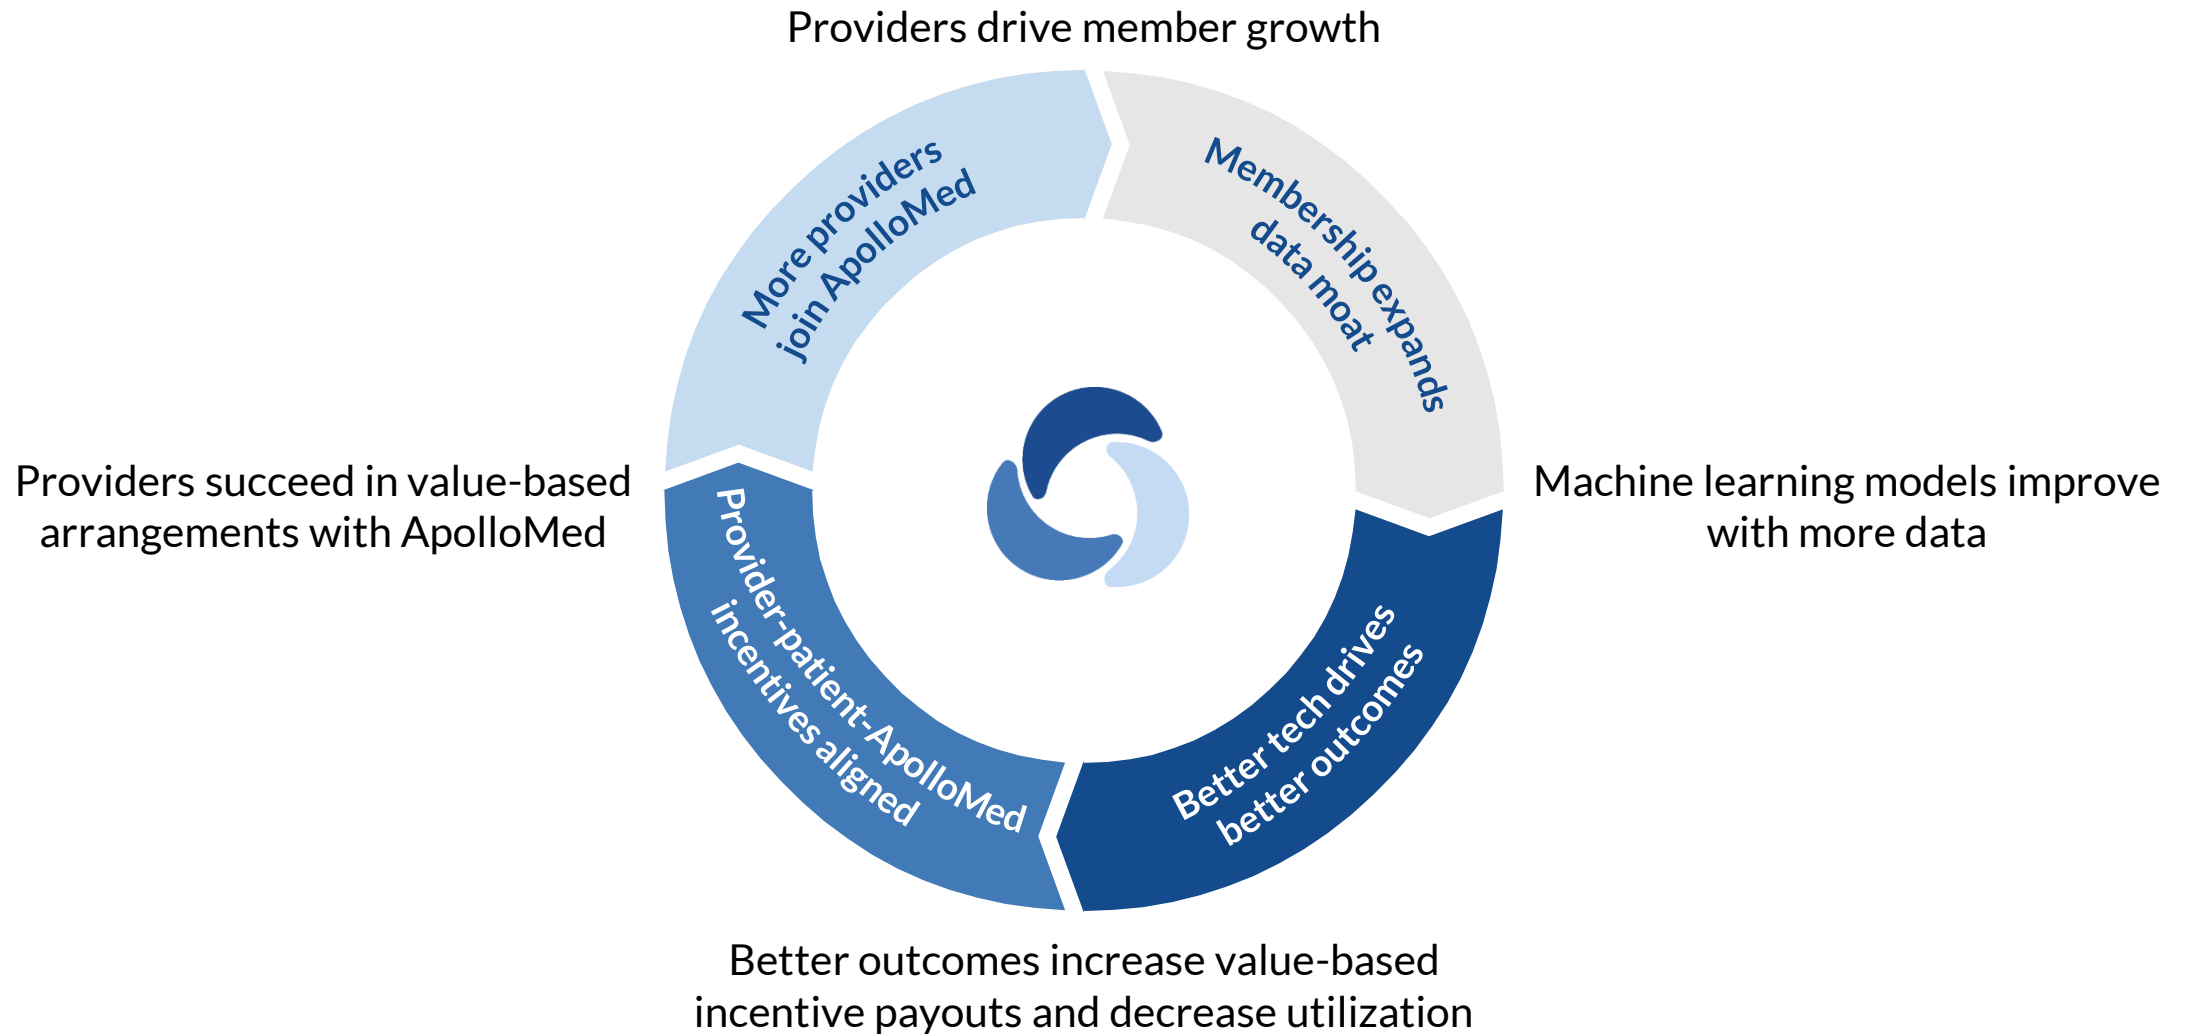 Providers drive member growth
More providers
join ApolloMed
Membership expands
data moat
Providers succeed in value-based
arrangements with ApolloMed
Machine learning models improve
with more data
Provider-patient-ApolloMed
incentives aligned
Better tech drives
better outcomes
Better outcomes increase value-based
incentive payouts and decrease utilization